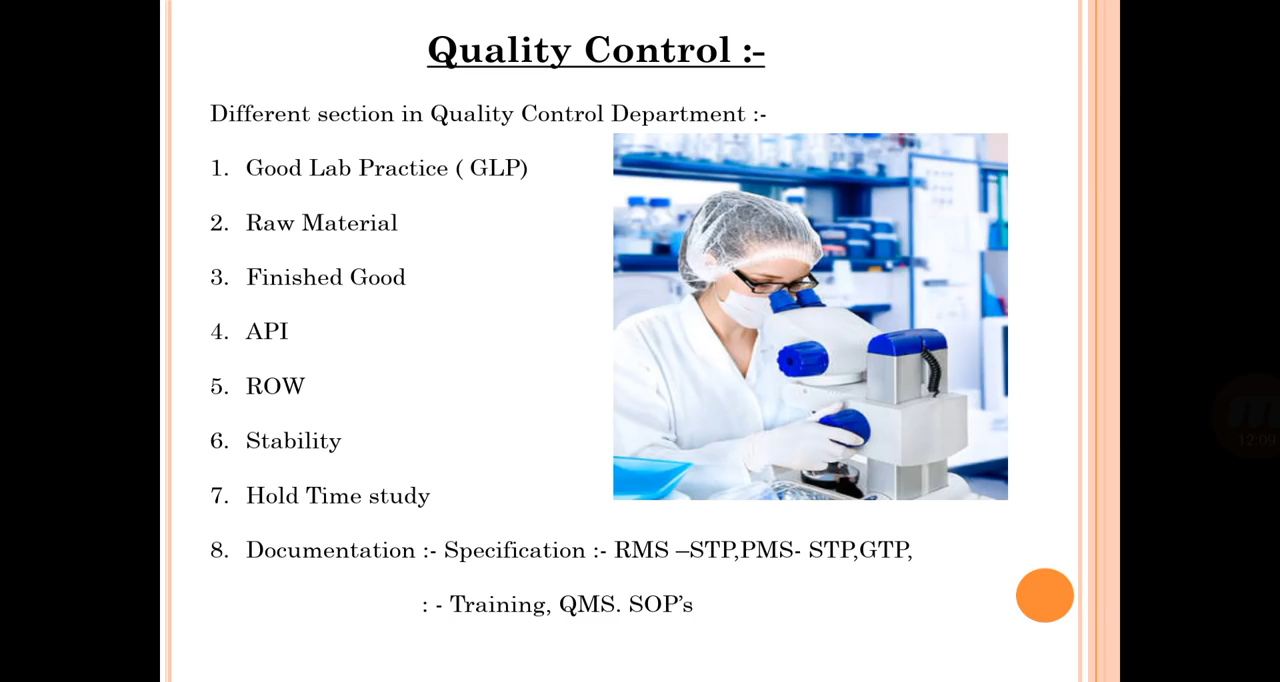 Quality Control :-
Different section in Quality Control Department :-
1. Good Lab Practice ( GLP)
2. Raw Material
3. Finished Good
4. API
5. ROW
6. Stability
7. Hold Time study
8. Documentation :- Specification :- RMS –STP,PMS- STP,GTP,
: - Training, QMS. SOP’s
12:09